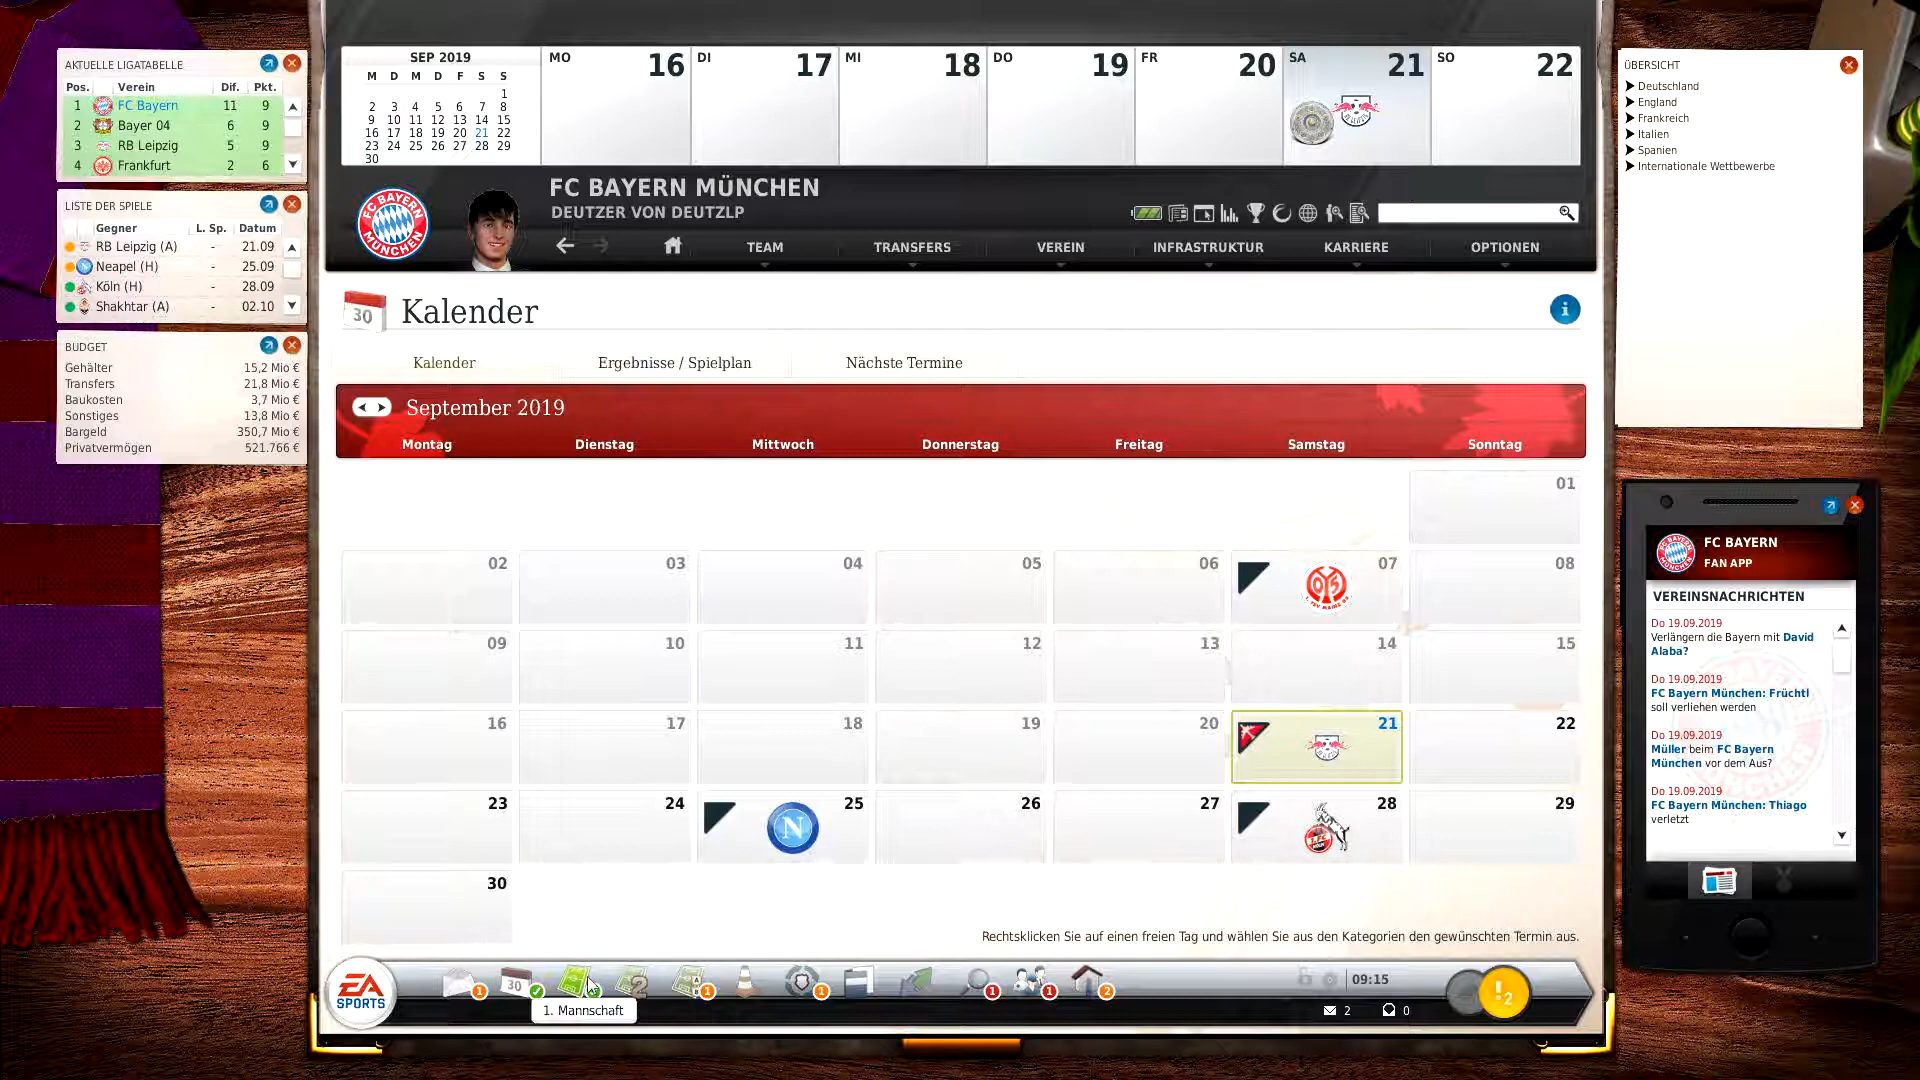 AKTUELLE LIGATABELLE
Pos. Verein Dif. Pkt.
1 FC Bayern 11 9
2 Bayer 04 6 9
3 RB Leipzig 5 9
4 Frankfurt 2 6
LISTE DER SPIELE
Gegner L. Sp. Datum
RB Leipzig (A) - 21.09
Neapel (H) - 25.09
Köln (H) - 28.09
Shakhtar (A) - 02.10
BUDGET
Gehälter 15,2 Mio €
Transfers 21,8 Mio €
Baukosten 3,7 Mio €
Sonstiges 13,8 Mio €
Bargeld 350,7 Mio €
Privatvermögen 521.766 €
SEP 2019
M D M D F S S
1
2 3 4 5 6 7 8
9 10 11 12 13 14 15
16 17 18 19 20 21 22
23 24 25 26 27 28 29
30
MO 16 DI 17 MI 18 DO 19 FR 20 SA 21 SO 22
FC BAYERN MÜNCHEN
DEUTZER VON DEUTZLP
TEAM TRANSFERS VEREIN INFRASTRUKTUR KARRIERE OPTIONEN
30 Kalender
Kalender Ergebnisse / Spielplan Nächste Termine
September 2019
Montag Dienstag Mittwoch Donnerstag Freitag Samstag Sonntag
01
02 03 04 05 06 07 08
09 10 11 12 13 14 15
16 17 18 19 20 21 22
23 24 25 26 27 28 29
30
Rechtsklicken Sie auf einen freien Tag und wählen Sie aus den Kategorien den gewünschten Termin aus.
EA
SPORTS
1 30 2 1 1 1 1 2
1. Mannschaft
09:15
2 0
!2
ÜBERSICHT
Deutschland
England
Frankreich
Italien
Spanien
Internationale Wettbewerbe
FC BAYERN
FAN APP
VEREINSNACHRICHTEN
Do 19.09.2019
Verlängern die Bayern mit David
Alaba?
Do 19.09.2019
FC Bayern München: Früchtl
soll verliehen werden
Do 19.09.2019
Müller beim FC Bayern
München vor dem Aus?
Do 19.09.2019
FC Bayern München: Thiago
verletzt